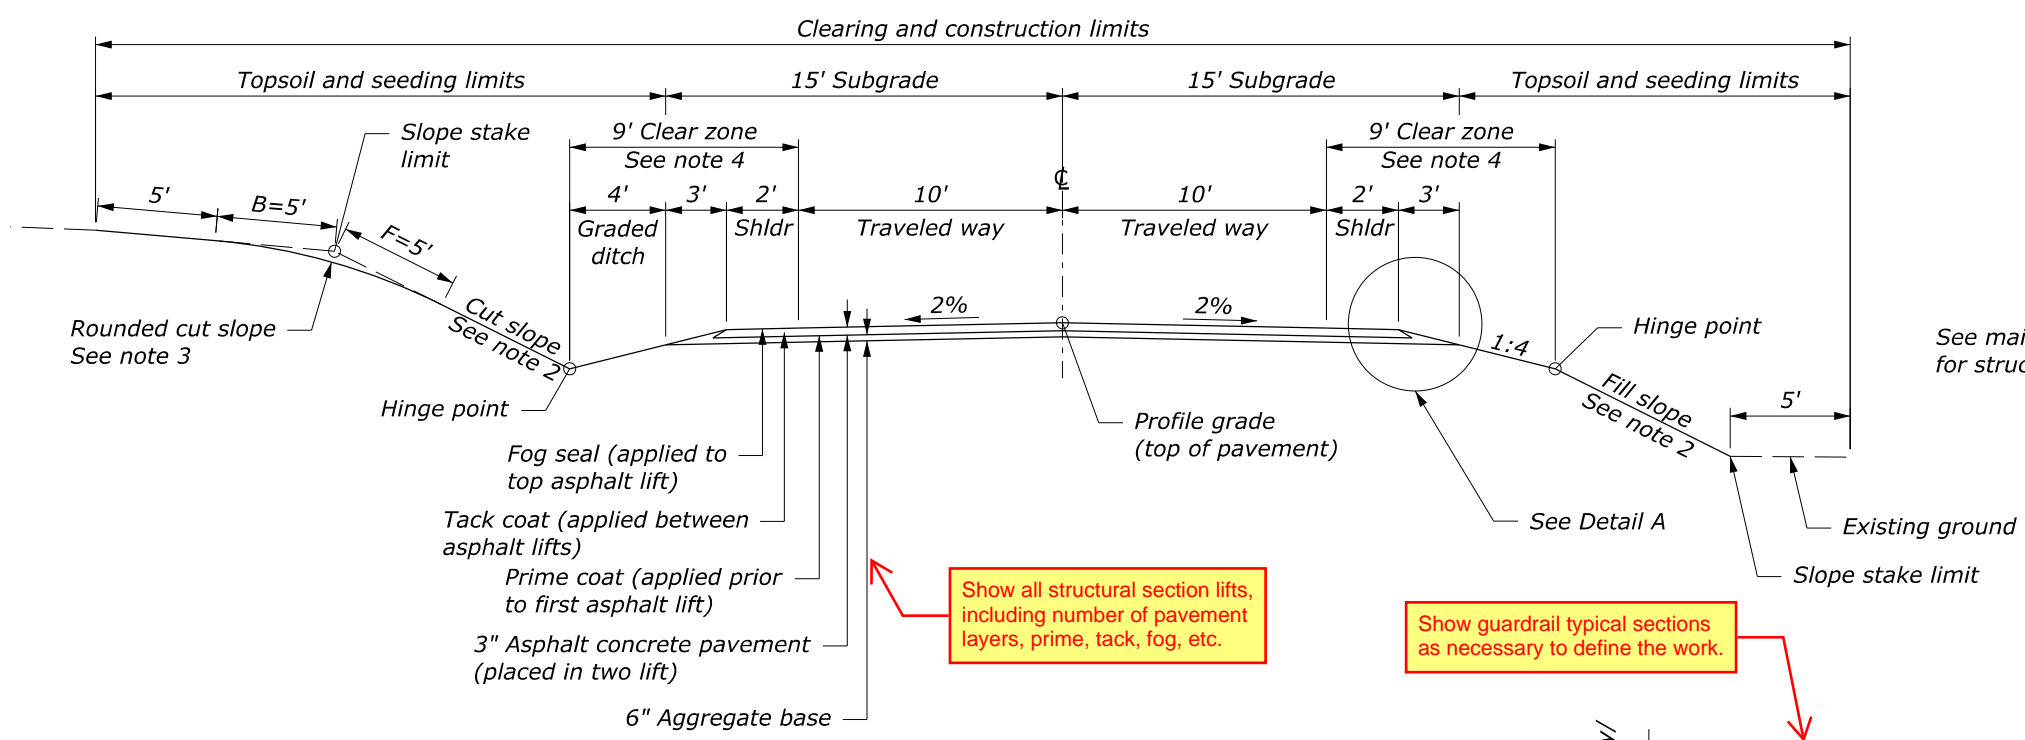 Clearing and construction limits
Topsoil and seeding limits
15' Subgrade
15' Subgrade
Topsoil and seeding limits
Slope stake
limit
9' Clear zone
See note 4
9' Clear zone
See note 4
℄
5'
B=5'
F=5'
4'
3'
2'
10'
10'
2'
3'
Graded
ditch
Shldr
Traveled way
Traveled way
Shldr
2%
2%
Rounded cut slope
See note 3
Cut slope
See note 2
Hinge point
1:4
Hinge point
Fill slope
See note 2
5'
See mai
for struc
Profile grade
(top of pavement)
Fog seal (applied to
top asphalt lift)
Tack coat (applied between
asphalt lifts)
Prime coat (applied prior
to first asphalt lift)
3" Asphalt concrete pavement
(placed in two lift)
6" Aggregate base
See Detail A
Existing ground
Slope stake limit
Show all structural section lifts,
including number of pavement
layers, prime, tack, fog, etc.
Show guardrail typical sections
as necessary to define the work.